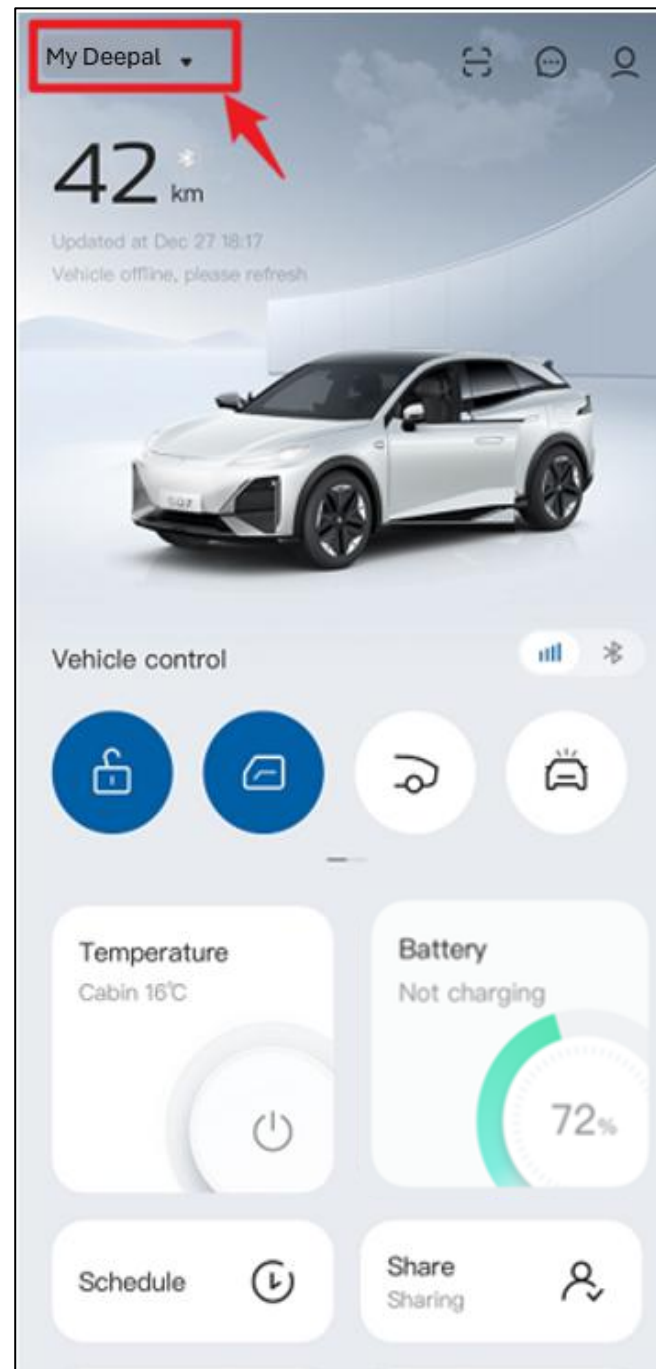 My Deepal
42 km
Updated at Dec 27 18:17
Vehicle offline, please refresh
Vehicle control
Temperature
Cabin 16℃
Battery
Not charging
72%
Schedule
Share
Sharing